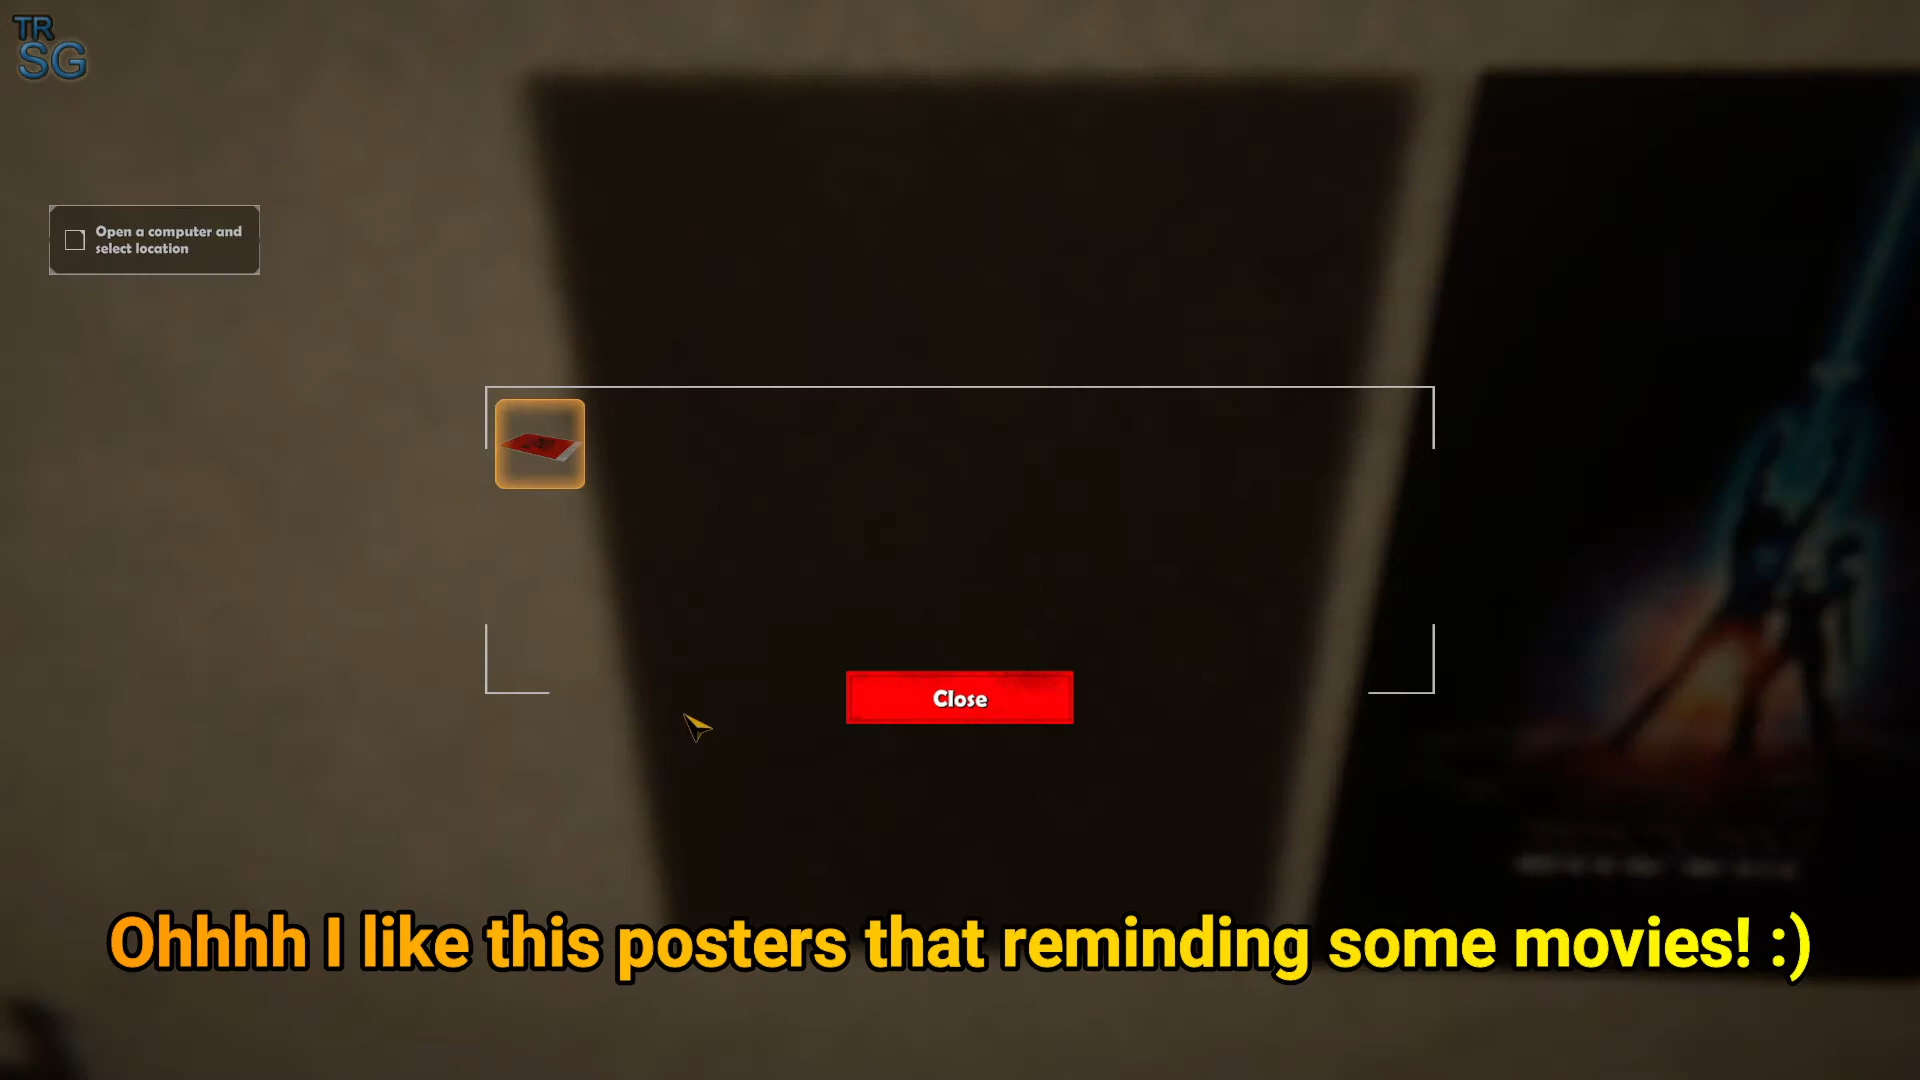 TR
SG
Open a computer and
select location
Close
Ohhhh I like this posters that reminding some movies! :)